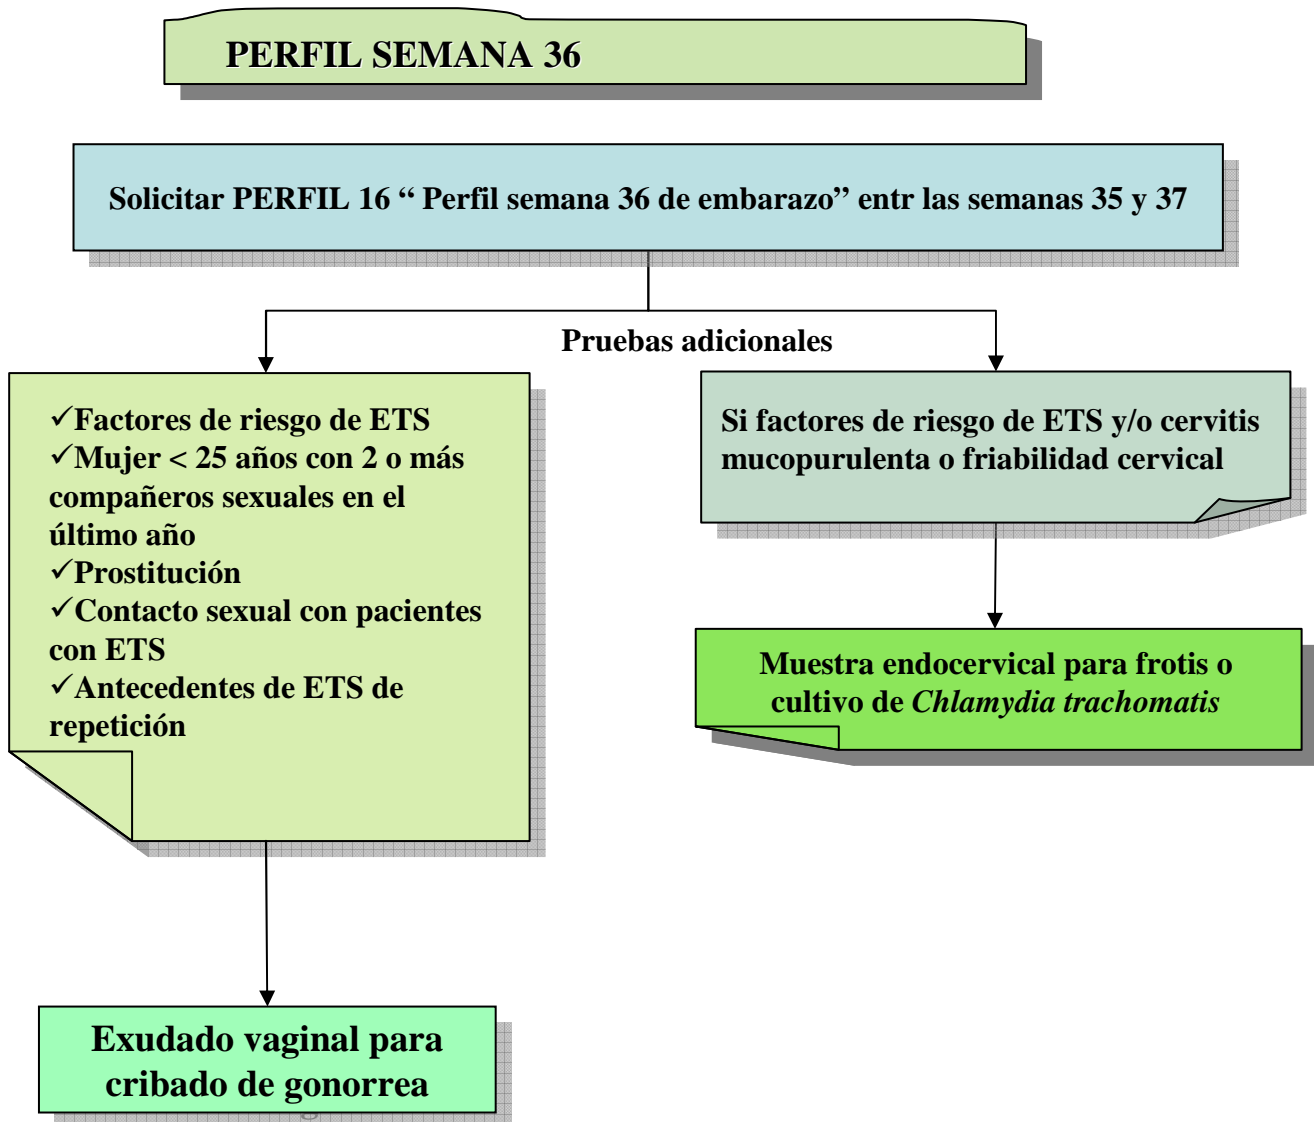 PERFIL SEMANA 36
Solicitar PERFIL 16 “ Perfil semana 36 de embarazo” entr las semanas 35 y 37
Pruebas adicionales
✓Factores de riesgo de ETS
✓Mujer < 25 años con 2 o más
compañeros sexuales en el
último año
✓Prostitución
✓Contacto sexual con pacientes
con ETS
✓Antecedentes de ETS de
repetición
Si factores de riesgo de ETS y/o cervitis
mucopurulenta o friabilidad cervical
Muestra endocervical para frotis o
cultivo de Chlamydia trachomatis
Exudado vaginal para
cribado de gonorrea